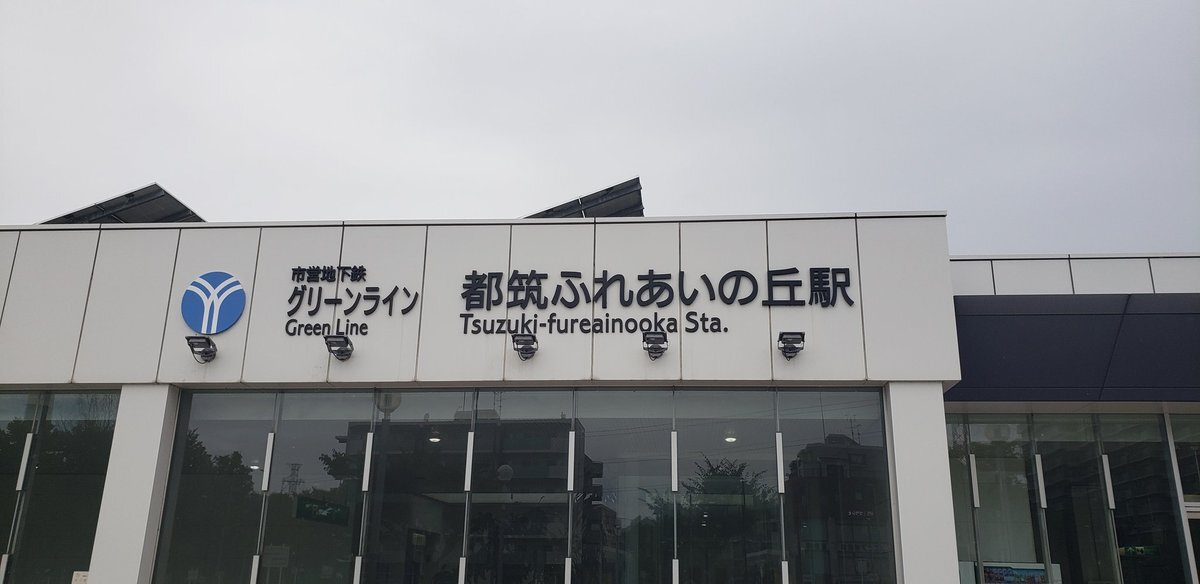 市営地下鉄
グリーンライン
Green Line
都筑ふれあいの丘駅
Tsuzuki-fureainooka Sta.